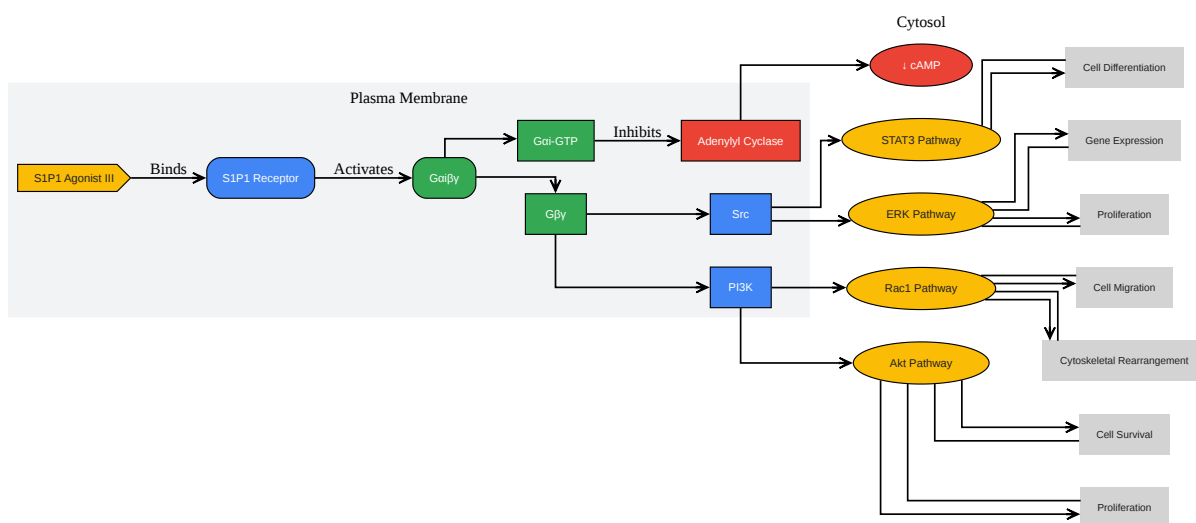 Cytosol
↓ cAMP
Cell Differentiation
Plasma Membrane
Gαi-GTP
Inhibits
Adenylyl Cyclase
STAT3 Pathway
Gene Expression
S1P1 Agonist III
Binds
S1P1 Receptor
Activates
Gαiβγ
Gβγ
Src
ERK Pathway
Proliferation
PI3K
Rac1 Pathway
Cell Migration
Akt Pathway
Cytoskeletal Rearrangement
Cell Survival
Proliferation